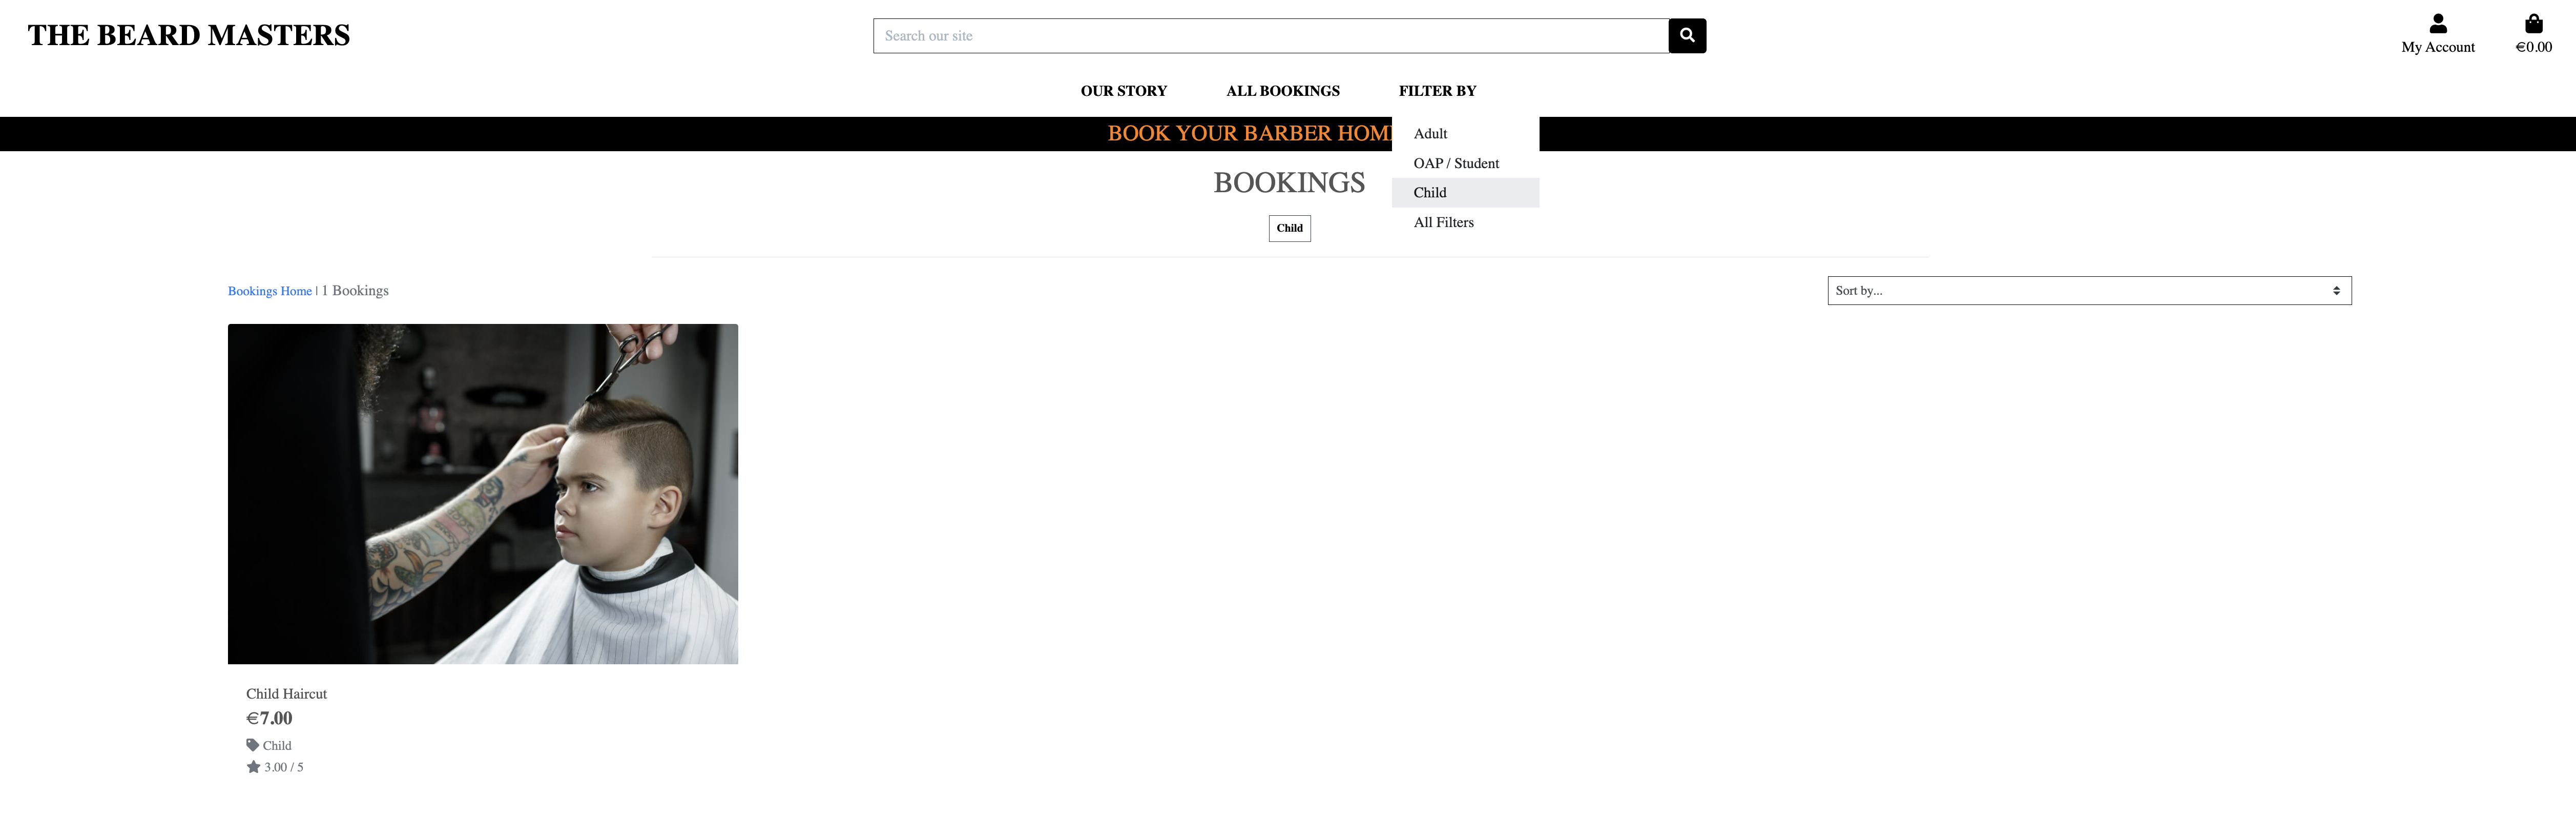 THE BEARD MASTERS
Search our site
My Account
€0.00
OUR STORY
ALL BOOKINGS
FILTER BY
BOOK YOUR BARBER
Adult
OAP / Student
Child
All Filters
BOOKINGS
Child
Bookings Home | 1 Bookings
Sort by...
Child Haircut
€7.00
Child
3.00 / 5